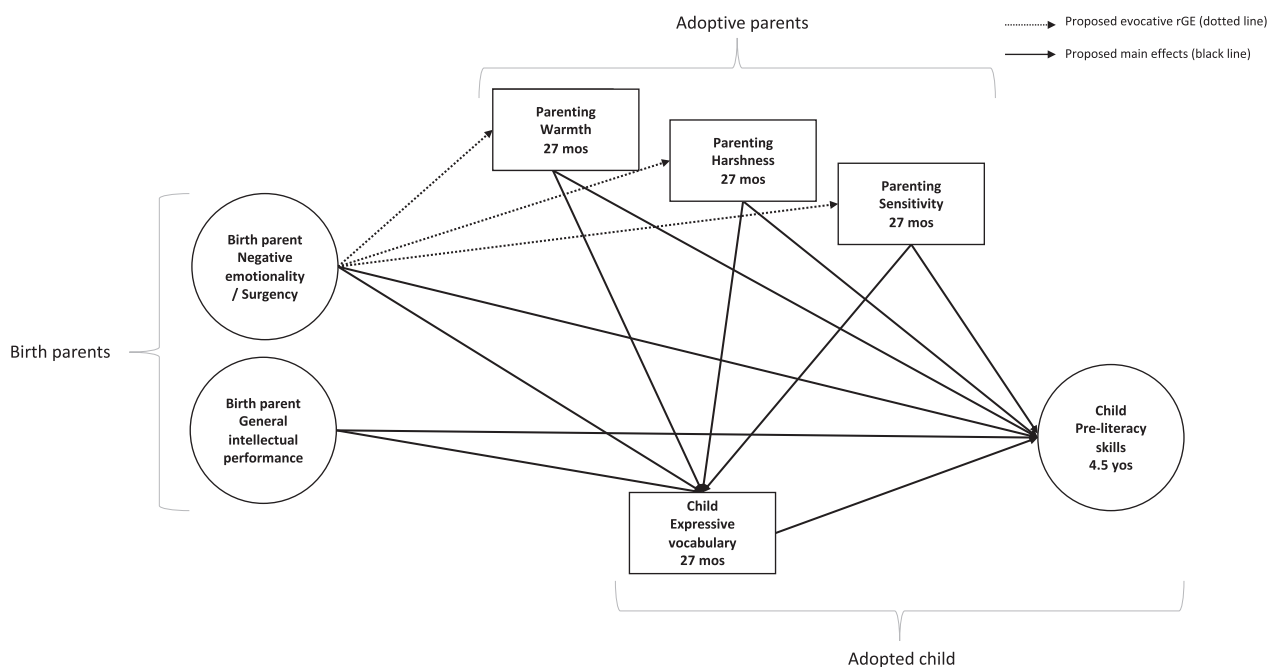 Adoptive parents
Proposed evocative rGE (dotted line)
Proposed main effects (black line)
Parenting
Warmth
27 mos
Parenting
Harshness
27 mos
Parenting
Sensitivity
27 mos
Birth parent
Negative
emotionality
/ Surgency
Birth parents
Birth parent
General
intellectual
performance
Child
Pre-literacy
skills
4.5 yos
Child
Expressive
vocabulary
27 mos
Adopted child